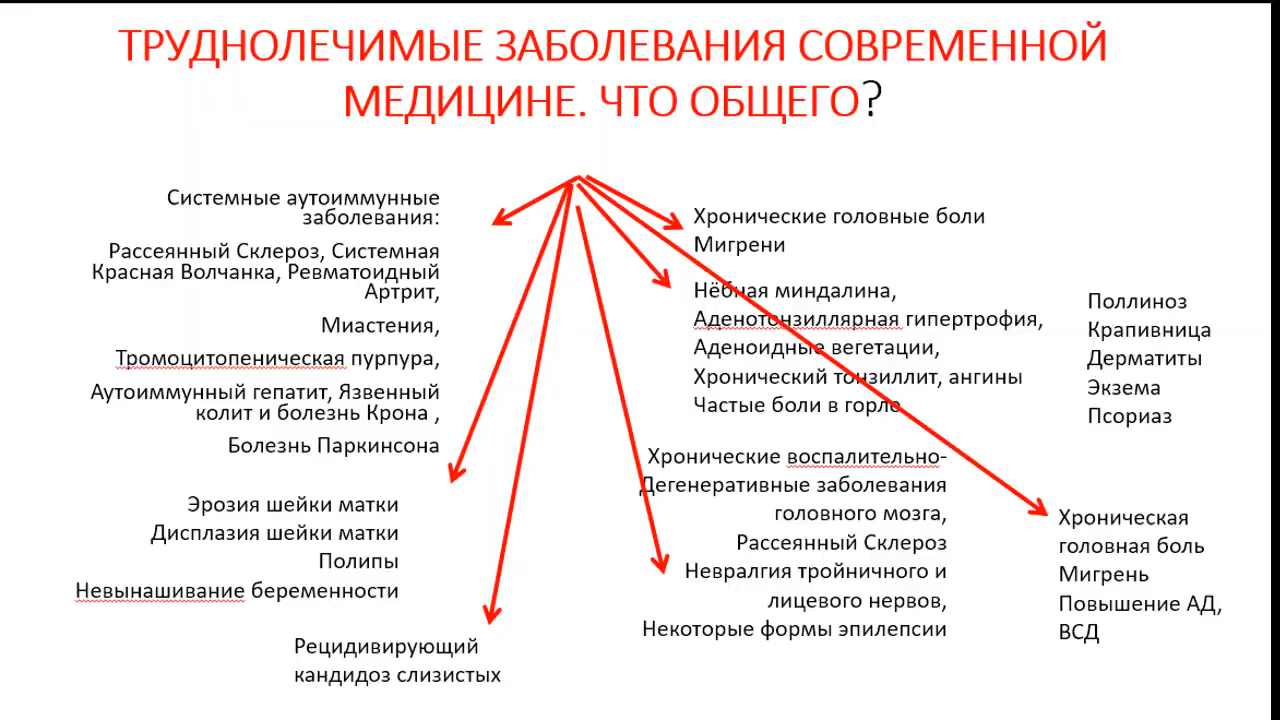 ТРУДНОЛЕЧИМЫЕ ЗАБОЛЕВАНИЯ СОВРЕМЕННОЙ
МЕДИЦИНЕ. ЧТО ОБЩЕГО?
Системные аутоиммунные
заболевания:
Рассеянный Склероз, Системная
Красная Волчанка, Ревматоидный
Артрит,
Миастения,
Тромоцитопеническая пурпура,
Аутоиммунный гепатит, Язвенный
колит и болезнь Крона ,
Болезнь Паркинсона
Эрозия шейки матки
Дисплазия шейки матки
Полипы
Невынашивание беременности
Рецидивирующий
кандидоз слизистых
Хронические головные боли
Мигрени
Нёбная миндалина,
Аденотонзиллярная гипертрофия,
Аденоидные вегетации,
Хронический тонзиллит, ангины
Частые боли в горле
Хронические воспалительно-
Дегенеративные заболевания
головного мозга,
Рассеянный Склероз
Невралгия тройничного и
лицевого нервов,
Некоторые формы эпилепсии
Поллиноз
Крапивница
Дерматиты
Экзема
Псориаз
Хроническая
головная боль
Мигрень
Повышение АД,
ВСД